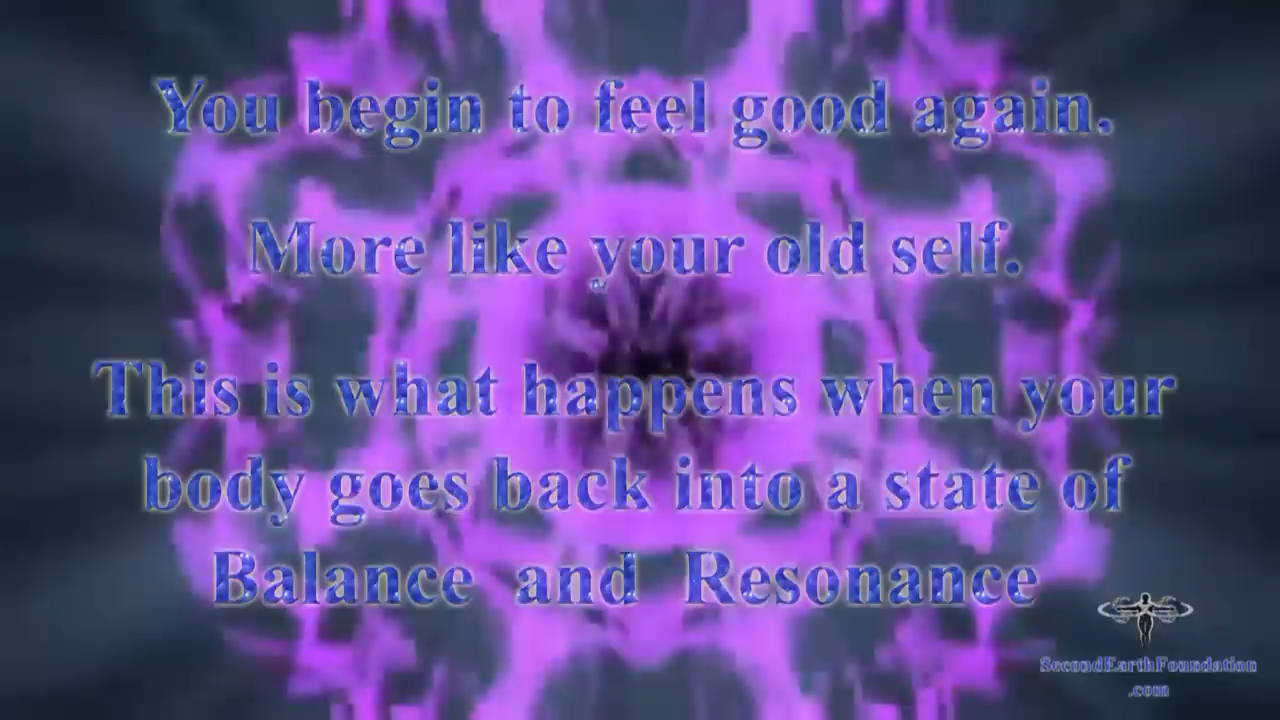 You begin to feel good again.
More like your old self.
This is what happens when your
body goes back into a state of
Balance and Resonance
SecondEarthFoundation
.com